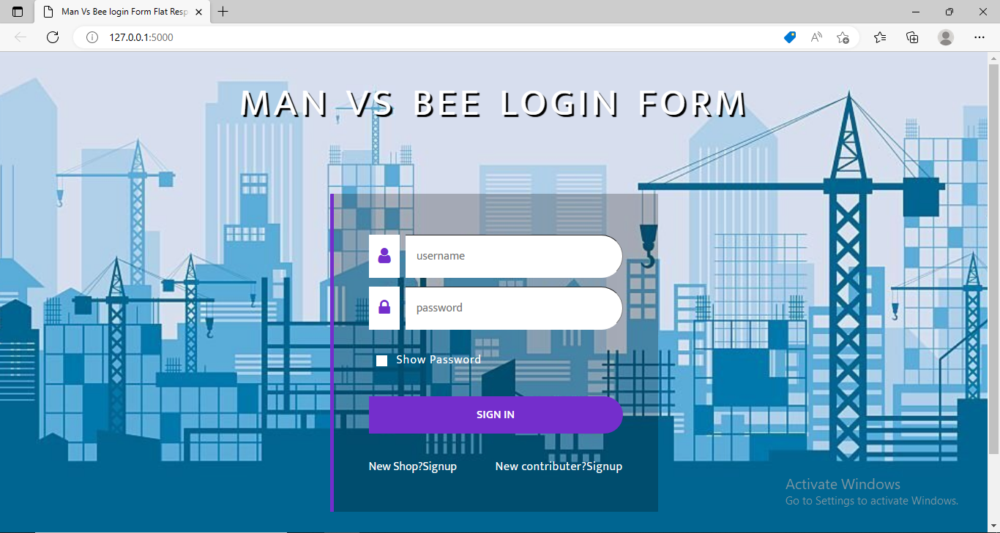 Man Vs Bee login Form Flat Resp
127.0.0.1:5000
MAN VS BEE LOGIN FORM
username
password
Show Password
SIGN IN
New Shop?Signup New contributer?Signup
Activate Windows
Go to Settings to activate Windows.